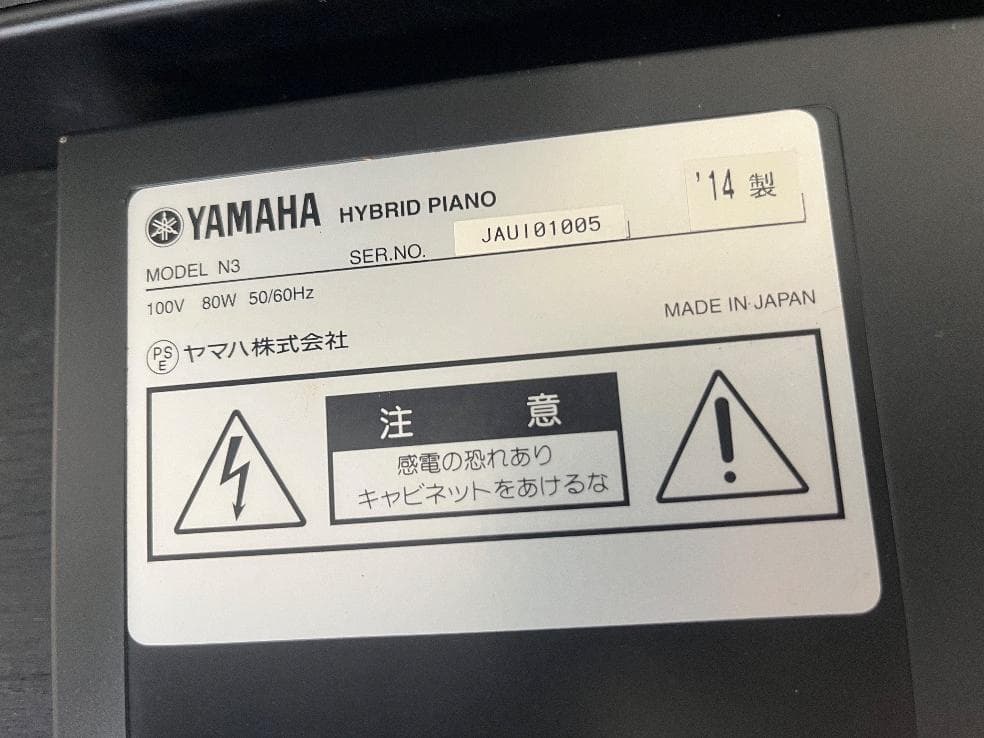 YAMAHA HYBRID PIANO
'14 製
MODEL N3
SER.NO. JAUI01005
100V 80W 50/60Hz
MADE IN JAPAN
PS
E
ヤマハ株式会社
注 意
感電の恐れあり
キャビネットをあけるな